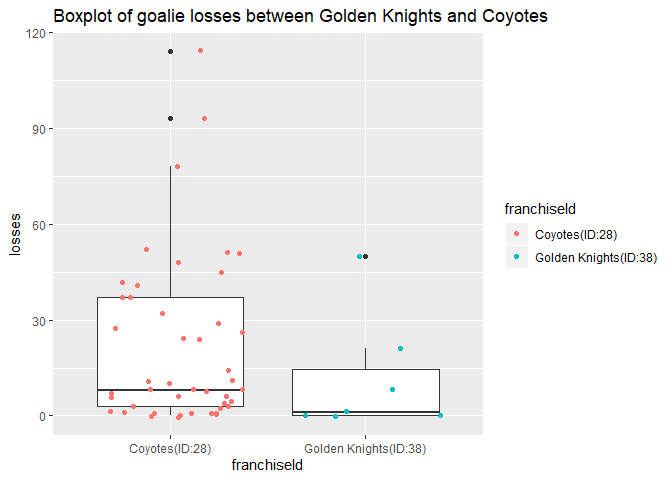 Boxplot of goalie losses between Golden Knights and Coyotes
120
90
60
30
0
losses
Coyotes(ID:28)
Golden Knights(ID:38)
franchiseId
franchiseId
Coyotes(ID:28)
Golden Knights(ID:38)